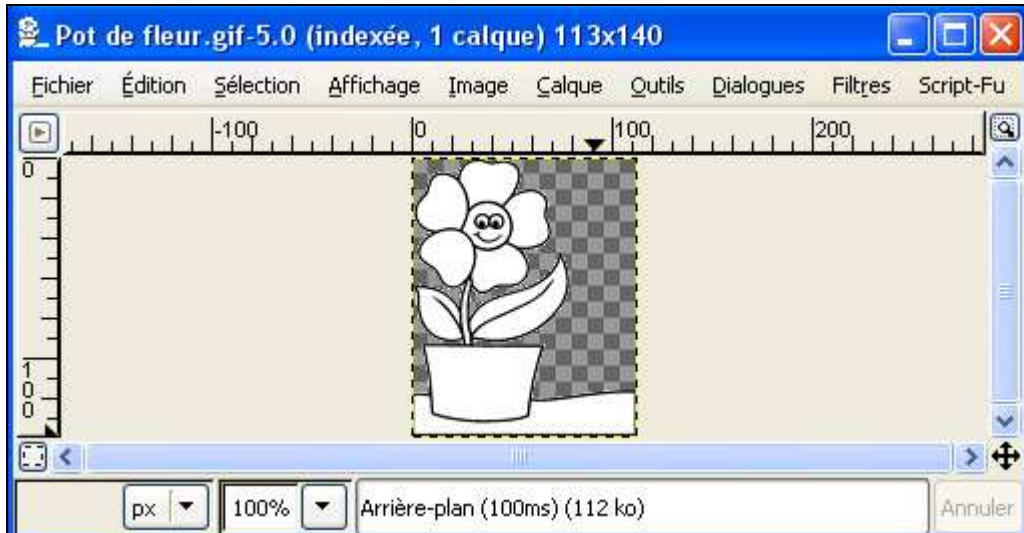 Pot de fleur.gif-5.0 (indexée, 1 calque) 113x140
Fichier Édition Sélection Affichage Image Calque Outils Dialogues Filtres Script-Fu
-100 0 100 200
0
100
px 100% Arrière-plan (100ms) (112 ko) Annuler